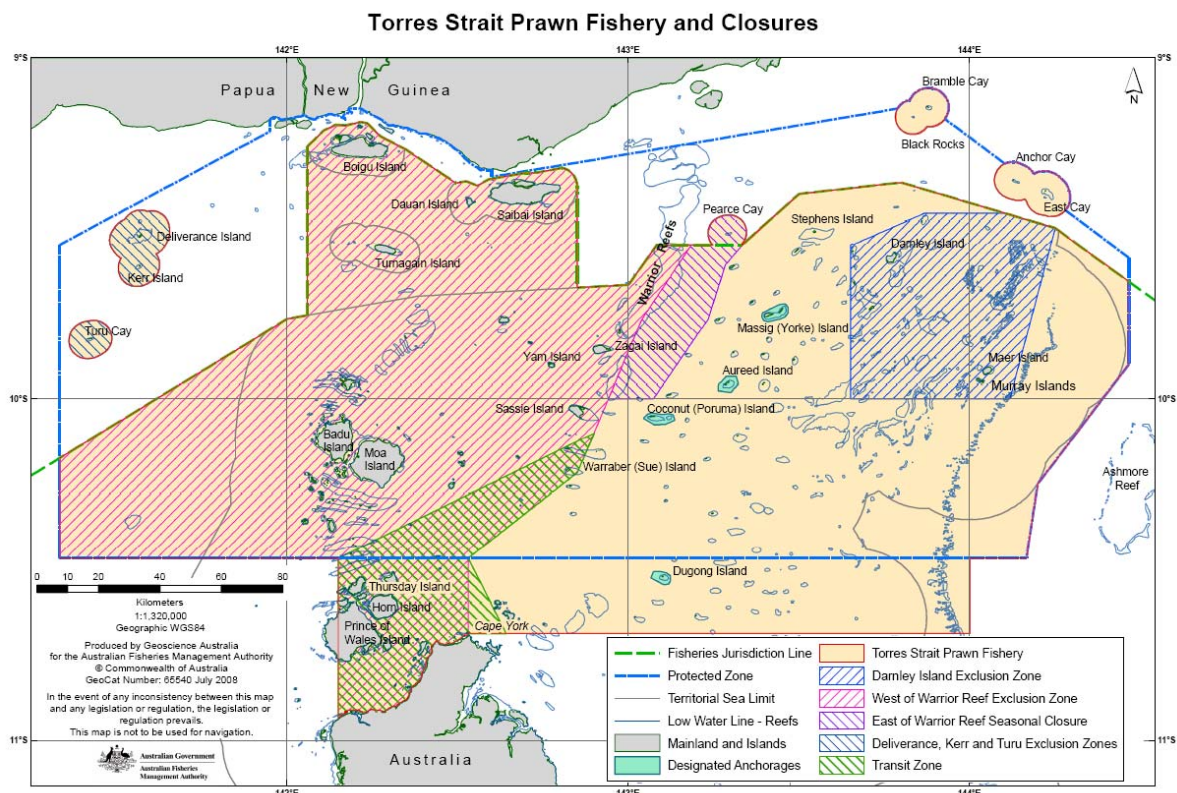 Torres Strait Prawn Fishery and Closures
142°E
143°E
144°E
9°S
9°S
Papua New Guinea
Bramble Cay
N
Black Rocks
Boigu Island
Anchor Cay
Dauan Island
East Cay
Saibai Island
Pearce Cay
Stephens Island
Deliverance Island
Darnley Island
Turnagain Island
Kerr Island
Warrior Reefs
Turu Cay
Massig (Yorke) Island
Zagai Island
Yam Island
Maer Island
Aureed Island
Murray Islands
10°S
10°S
Sassie Island
Coconut (Poruma) Island
Badu
Island
Moa
Island
Warraber (Sue) Island
Ashmore
Reef
Dugong Island
0 10 20 40 60 80
Kilometers
1:1,320,000
Geographic WGS84
Thursday Island
Horn Island
Prince of
Wales Island
Cape York
Produced by Geoscience Australia
for the Australian Fisheries Management Authority
© Commonwealth of Australia
GeoCat Number: 65540 July 2008
In the event of any inconsistency between this map
and any legislation or regulation, the legislation or
regulation prevails.
This map is not to be used for navigation.
Australian Government
Australian Fisheries
Management Authority
Australia
Fisheries Jurisdiction Line
Protected Zone
Territorial Sea Limit
Low Water Line - Reefs
Mainland and Islands
Designated Anchorages
Torres Strait Prawn Fishery
Darnley Island Exclusion Zone
West of Warrior Reef Exclusion Zone
East of Warrior Reef Seasonal Closure
Deliverance, Kerr and Turu Exclusion Zones
Transit Zone
11°S
11°S
142°E
143°E
144°E